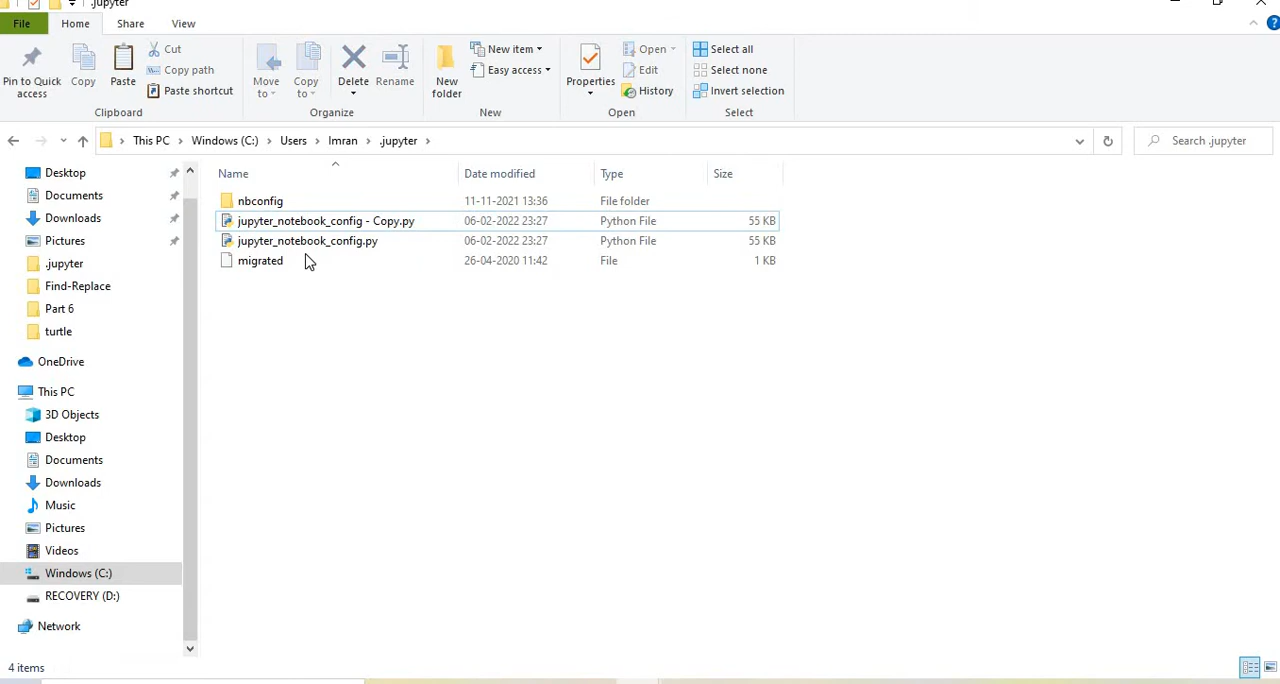 .jupyter
File Home Share View
Pin to Quick access
Copy
Paste
Cut
Copy path
Paste shortcut
Clipboard
Move to
Copy to
Delete
Rename
Organize
New folder
New item
Easy access
New
Properties
Open
Edit
History
Open
Select all
Select none
Invert selection
Select
This PC > Windows (C:) > Users > Imran > .jupyter >
Search .jupyter
Name Date modified Type Size
nbconfig 11-11-2021 13:36 File folder
jupyter_notebook_config - Copy.py 06-02-2022 23:27 Python File 55 KB
jupyter_notebook_config.py 06-02-2022 23:27 Python File 55 KB
migrated 26-04-2020 11:42 File 1 KB
Desktop
Documents
Downloads
Pictures
.jupyter
Find-Replace
Part 6
turtle
OneDrive
This PC
3D Objects
Desktop
Documents
Downloads
Music
Pictures
Videos
Windows (C:)
RECOVERY (D:)
Network
4 items